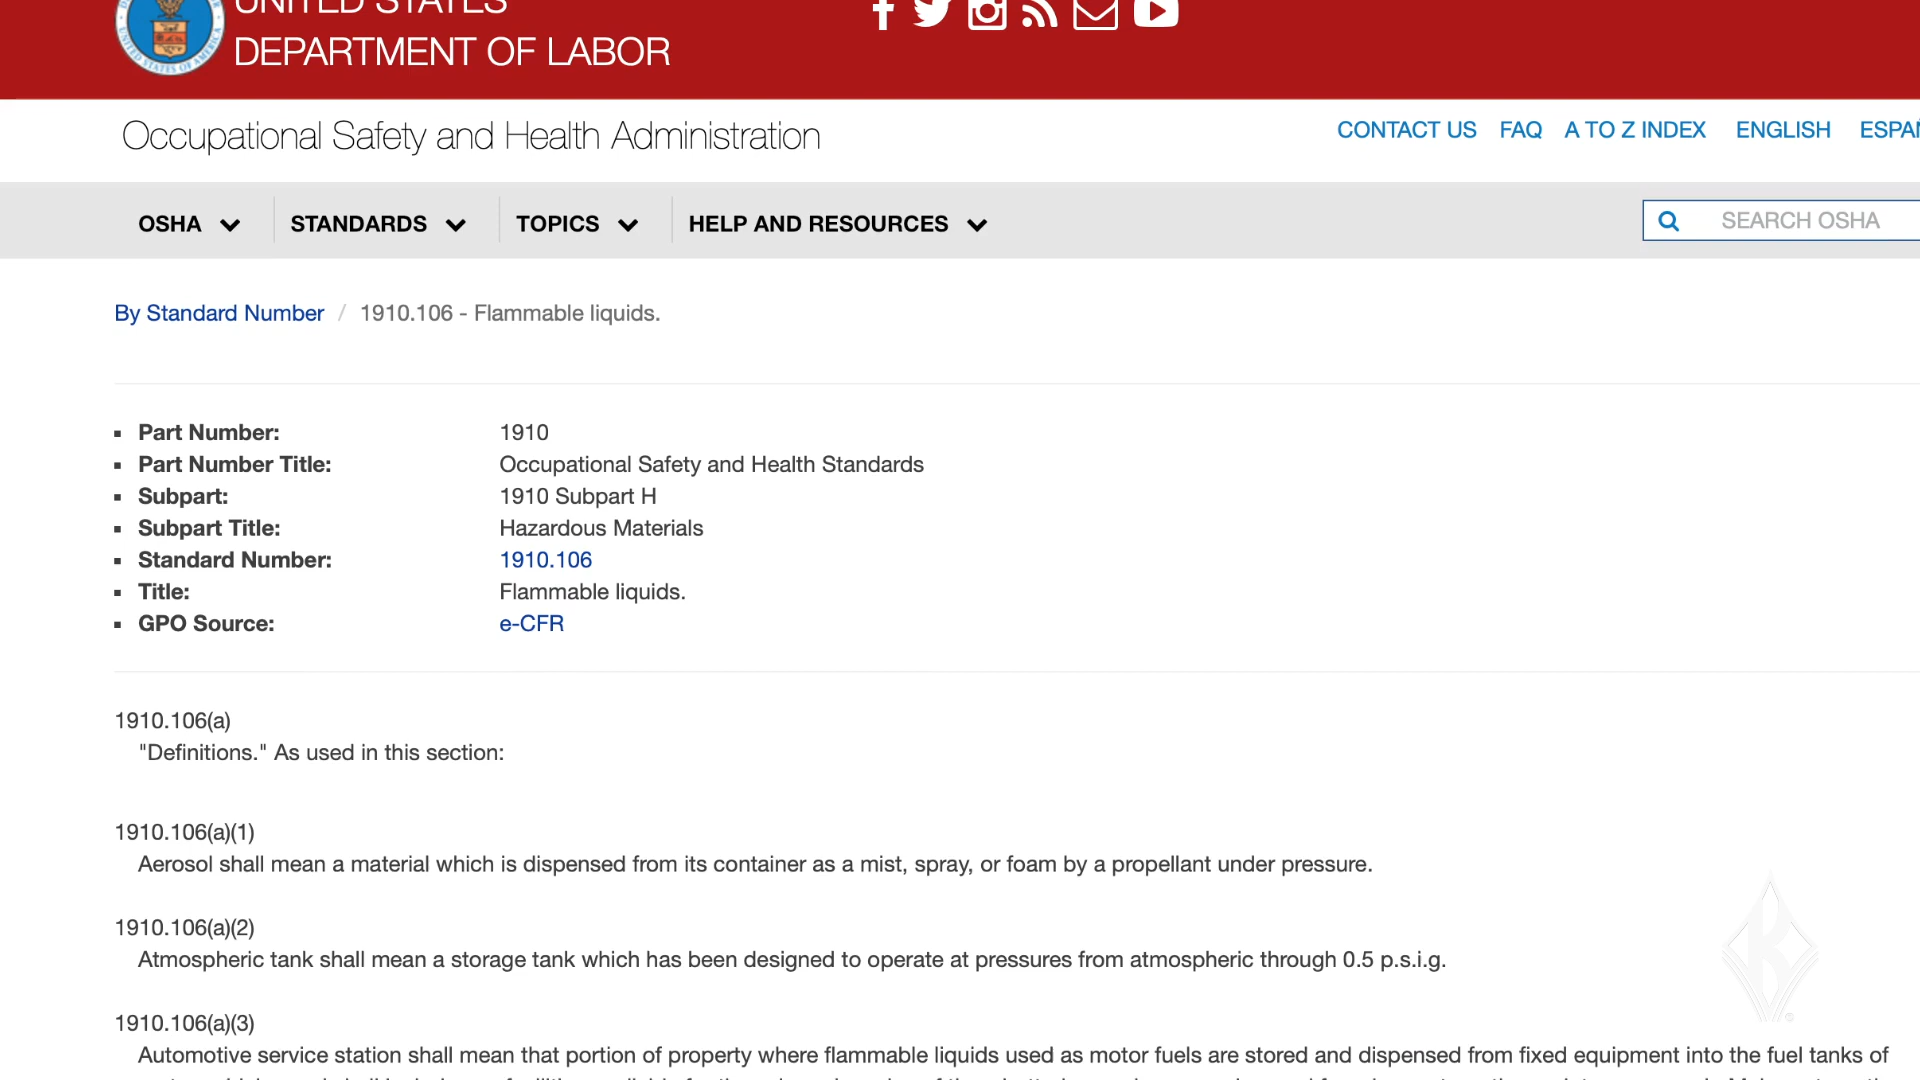 UNITED STATES
DEPARTMENT OF LABOR
UNITED STATES OF AMERICA
Occupational Safety and Health Administration
CONTACT US FAQ A TO Z INDEX ENGLISH ESPAÑ
OSHA STANDARDS TOPICS HELP AND RESOURCES
SEARCH OSHA
By Standard Number / 1910.106 - Flammable liquids.
Part Number: 1910
Part Number Title: Occupational Safety and Health Standards
Subpart: 1910 Subpart H
Subpart Title: Hazardous Materials
Standard Number: 1910.106
Title: Flammable liquids.
GPO Source: e-CFR
1910.106(a)
"Definitions." As used in this section:
1910.106(a)(1)
Aerosol shall mean a material which is dispensed from its container as a mist, spray, or foam by a propellant under pressure.
1910.106(a)(2)
Atmospheric tank shall mean a storage tank which has been designed to operate at pressures from atmospheric through 0.5 p.s.i.g.
1910.106(a)(3)
Automotive service station shall mean that portion of property where flammable liquids used as motor fuels are stored and dispensed from fixed equipment into the fuel tanks of